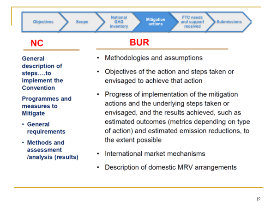 Objectives
Scope
National
GHG
Inventory
Mitigation
actions
FTC needs
and support
received
Submissions
NC
BUR
General
description of
steps….to
implement the
Convention
Programmes and
measures to
Mitigate
• General
requirements
• Methods and
assessment
/analysis (results)
• Methodologies and assumptions
• Objectives of the action and steps taken or
envisaged to achieve that action
• Progress of implementation of the mitigation
actions and the underlying steps taken or
envisaged, and the results achieved, such as
estimated outcomes (metrics depending on type
of action) and estimated emission reductions, to
the extent possible
• International market mechanisms
• Description of domestic MRV arrangements